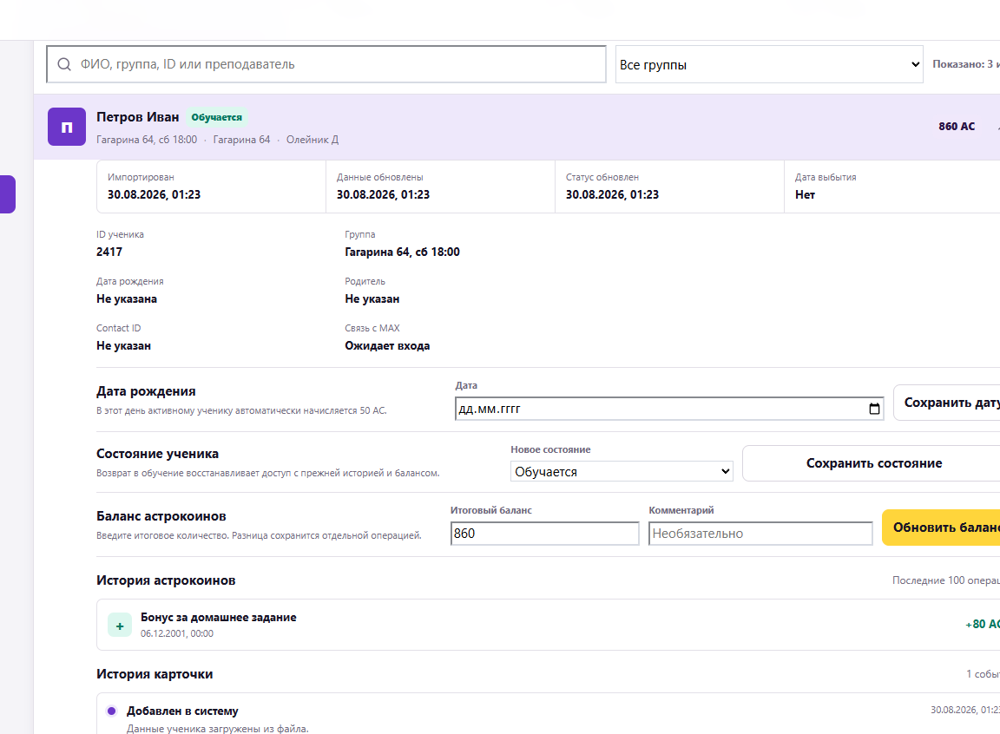 ФИО, группа, ID или преподаватель
Все группы
Показано: 3 и
П
Петров Иван Обучается
Гагарина 64, сб 18:00 · Гагарина 64 · Олейник Д
860 АС
Импортирован
30.08.2026, 01:23
Данные обновлены
30.08.2026, 01:23
Статус обновлен
30.08.2026, 01:23
Дата выбытия
Нет
ID ученика
2417
Группа
Гагарина 64, сб 18:00
Дата рождения
Не указана
Родитель
Не указан
Contact ID
Не указан
Связь с MAX
Ожидает входа
Дата рождения
В этот день активному ученику автоматически начисляется 50 АС.
Дата
дд.мм.гггг
Сохранить дату
Состояние ученика
Возврат в обучение восстанавливает доступ с прежней историей и балансом.
Новое состояние
Обучается
Сохранить состояние
Баланс астрокоинов
Введите итоговое количество. Разница сохранится отдельной операцией.
Итоговый баланс
860
Комментарий
Необязательно
Обновить балан
История астрокоинов
Последние 100 операц
+
Бонус за домашнее задание
06.12.2001, 00:00
+80 АС
История карточки
1 собы
Добавлен в систему
30.08.2026, 01:23
Данные ученика загружены из файла.